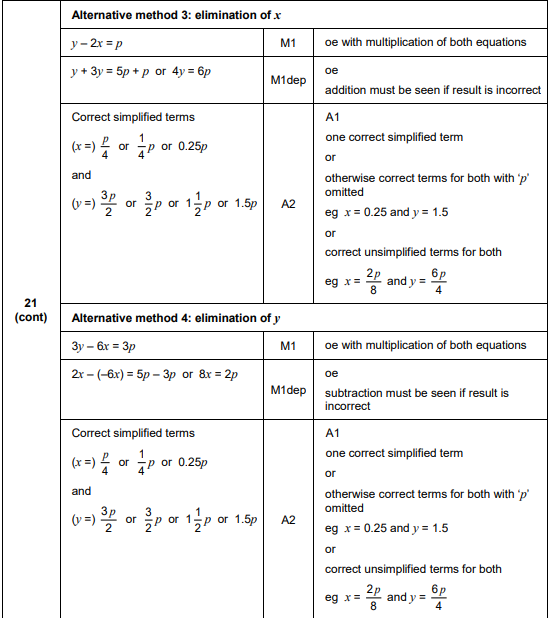 Alternative method 3: elimination of x
y – 2x = p
M1
oe with multiplication of both equations
y + 3y = 5p + p or 4y = 6p
M1dep
oe
addition must be seen if result is incorrect
Correct simplified terms
(x =) p/4 or 1/4 p or 0.25p
and
(y =) 3p/2 or 3/2 p or 1 1/2 p or 1.5p
A2
A1
one correct simplified term
or
otherwise correct terms for both with ‘p’
omitted
eg x = 0.25 and y = 1.5
or
correct unsimplified terms for both
eg x = 2p/8 and y = 6p/4
21
(cont)
Alternative method 4: elimination of y
3y – 6x = 3p
M1
oe with multiplication of both equations
2x – (–6x) = 5p – 3p or 8x = 2p
M1dep
oe
subtraction must be seen if result is
incorrect
Correct simplified terms
(x =) p/4 or 1/4 p or 0.25p
and
(y =) 3p/2 or 3/2 p or 1 1/2 p or 1.5p
A2
A1
one correct simplified term
or
otherwise correct terms for both with ‘p’
omitted
eg x = 0.25 and y = 1.5
or
correct unsimplified terms for both
eg x = 2p/8 and y = 6p/4